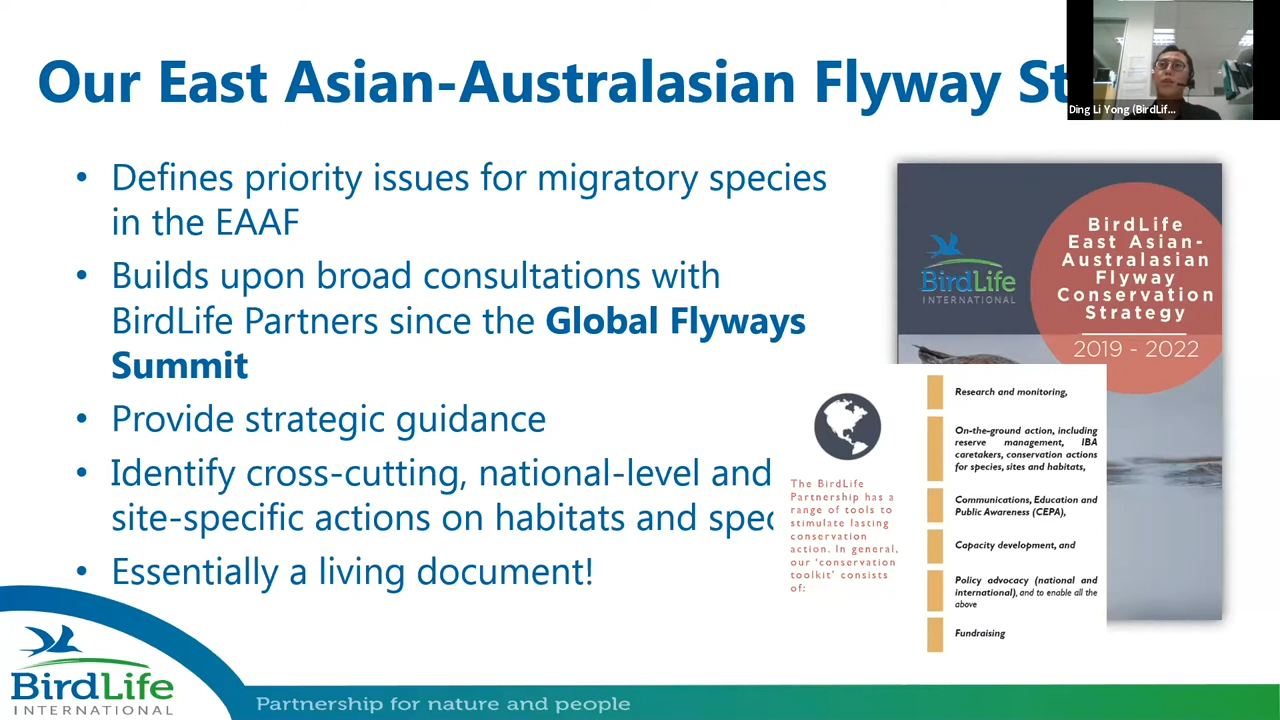 Our East Asian-Australasian Flyway St
Ding Li Yong (BirdLif...
• Defines priority issues for migratory species
in the EAAF
• Builds upon broad consultations with
BirdLife Partners since the Global Flyways
Summit
• Provide strategic guidance
• Identify cross-cutting, national-level and
site-specific actions on habitats and spec
• Essentially a living document!
BirdLife
INTERNATIONAL
BirdLife
East Asian-
Australasian
Flyway
Conservation
Strategy
2019 - 2022
The BirdLife
Partnership has a
range of tools to
stimulate lasting
conservation
action. In general,
our ‘conservation
toolkit’ consists
of:
Research and monitoring,
On-the-ground action, including
reserve management, IBA
caretakers, conservation actions
for species, sites and habitats,
Communications, Education and
Public Awareness (CEPA),
Capacity development, and
Policy advocacy (national and
international), and to enable all the
above
Fundraising
BirdLife
INTERNATIONAL
Partnership for nature and people